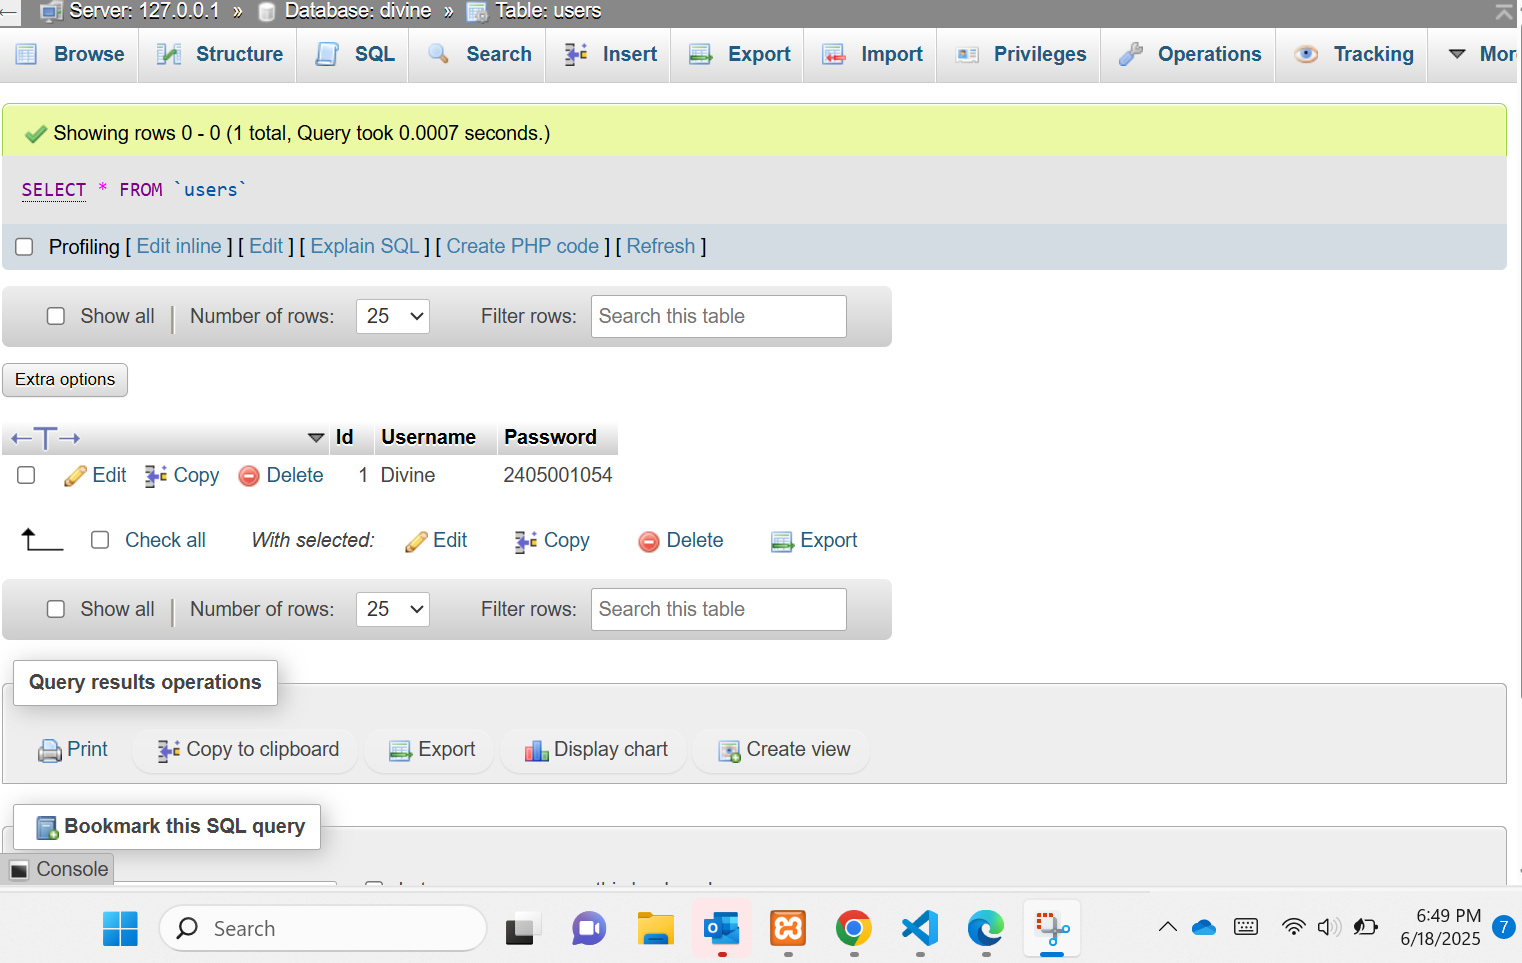 Server: 127.0.0.1 » Database: divine » Table: users
Browse Structure SQL Search Insert Export Import Privileges Operations Tracking Mor
Showing rows 0 - 0 (1 total, Query took 0.0007 seconds.)
SELECT * FROM `users`
Profiling [ Edit inline ] [ Edit ] [ Explain SQL ] [ Create PHP code ] [ Refresh ]
Show all | Number of rows: 25 Filter rows: Search this table
Extra options
←T→ Id Username Password
Edit Copy Delete 1 Divine 2405001054
Check all With selected: Edit Copy Delete Export
Show all | Number of rows: 25 Filter rows: Search this table
Query results operations
Print Copy to clipboard Export Display chart Create view
Bookmark this SQL query
Console
Search
6:49 PM
6/18/2025
7